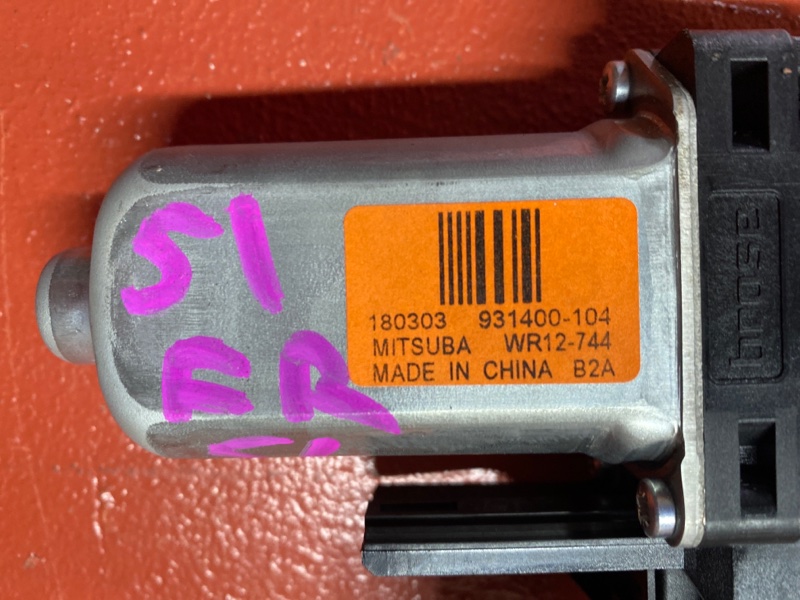 51
FR
180303 931400-104
MITSUBA WR12-744
MADE IN CHINA B2A
brose